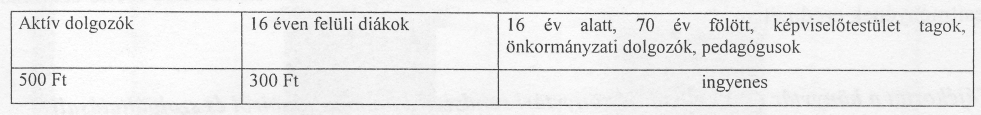 Aktív dolgozók
16 éven felüli diákok
16 év alatt, 70 év fölött, képviselőtestület tagok,
önkormányzati dolgozók, pedagógusok
500 Ft
300 Ft
ingyenes